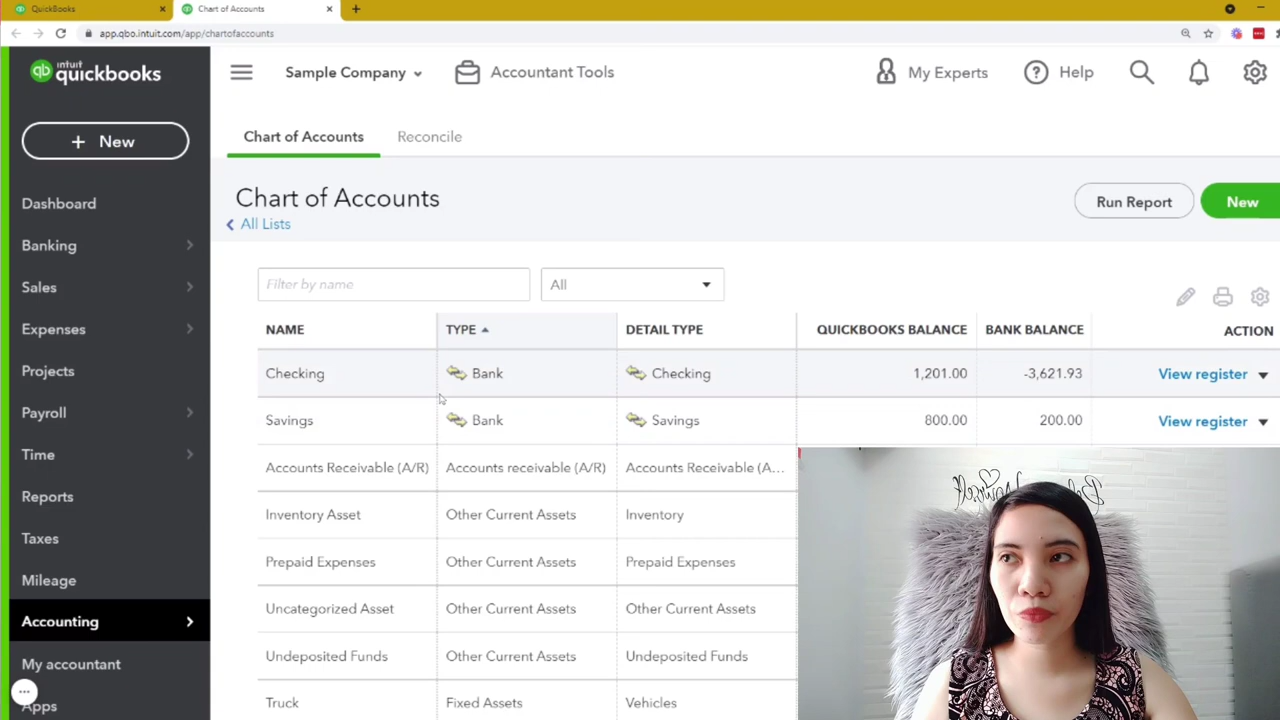 QuickBooks
Chart of Accounts
app.qbo.intuit.com/app/chartofaccounts
intuit
quickbooks
Sample Company
Accountant Tools
My Experts
Help
+ New
Chart of Accounts
Reconcile
Chart of Accounts
All Lists
Run Report
New
Dashboard
Banking
Sales
Expenses
Projects
Payroll
Time
Reports
Taxes
Mileage
Accounting
My accountant
Apps
Filter by name
All
NAME TYPE DETAIL TYPE QUICKBOOKS BALANCE BANK BALANCE ACTION
Checking Bank Checking 1,201.00 -3,621.93 View register
Savings Bank Savings 800.00 200.00 View register
Accounts Receivable (A/R) Accounts receivable (A/R) Accounts Receivable (A...
Inventory Asset Other Current Assets Inventory
Prepaid Expenses Other Current Assets Prepaid Expenses
Uncategorized Asset Other Current Assets Other Current Assets
Undeposited Funds Other Current Assets Undeposited Funds
Truck Fixed Assets Vehicles